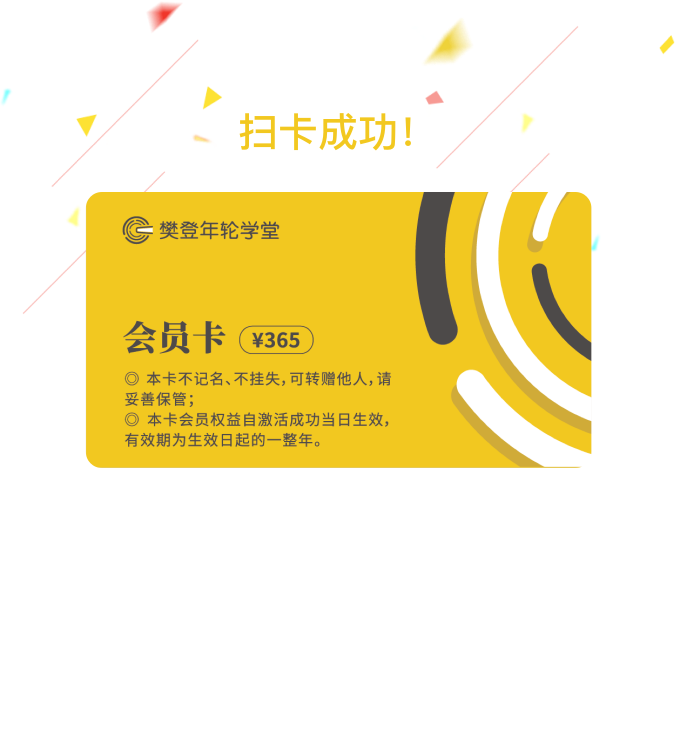 扫卡成功！
樊登年轮学堂
会员卡 ¥365
◎ 本卡不记名、不挂失，可转赠他人，请
妥善保管；
◎ 本卡会员权益自激活成功当日生效，
有效期为生效日起的一整年。